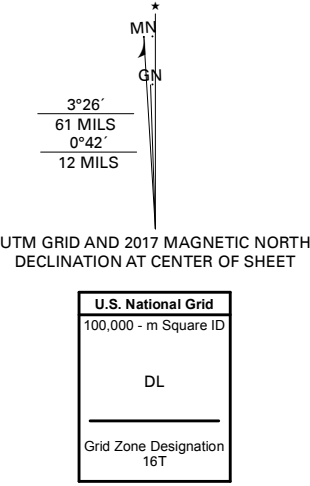 MN
GN
3°26´
61 MILS
0°42´
12 MILS
UTM GRID AND 2017 MAGNETIC NORTH
DECLINATION AT CENTER OF SHEET
U.S. National Grid
100,000 - m Square ID
DL
Grid Zone Designation
16T